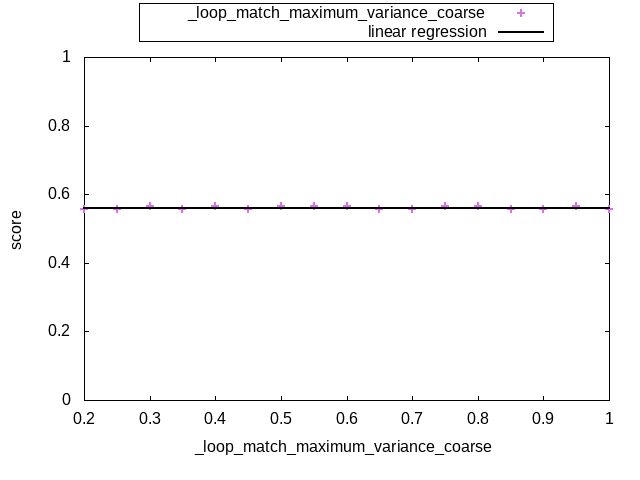 _loop_match_maximum_variance_coarse
linear regression
1
0.8
0.6
0.4
0.2
0
score
0.2 0.3 0.4 0.5 0.6 0.7 0.8 0.9 1
_loop_match_maximum_variance_coarse